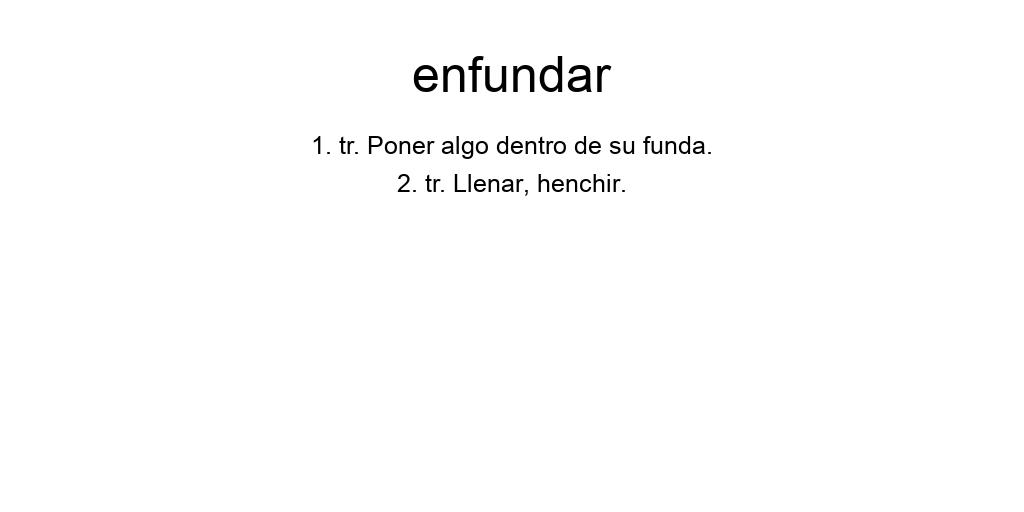 enfundar
1. tr. Poner algo dentro de su funda.
2. tr. Llenar, henchir.